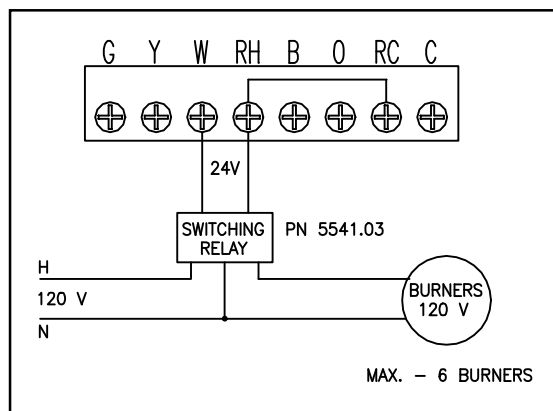 G Y W RH B O RC C
24V
SWITCHING
RELAY
PN 5541.03
H
120 V
N
BURNERS
120 V
MAX. - 6 BURNERS